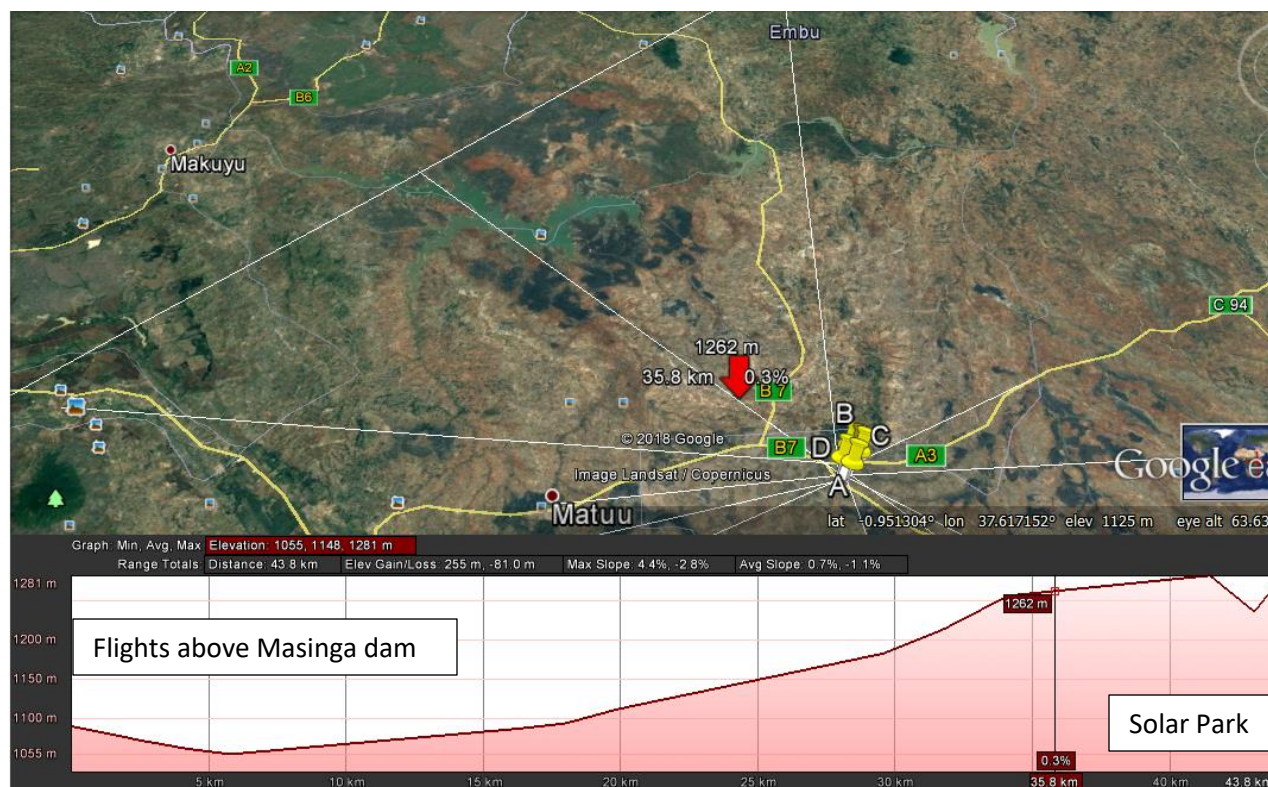 Embu
A2
B6
Makuyu
C 94
1262 m
35.8 km 0.3%
B 7
B
C
© 2018 Google
D
B7
A3
Google ea
Image Landsat / Copernicus
A
Matuu
lat -0.951304° lon 37.617152° elev 1125 m eye alt 63.63
Graph: Min, Avg, Max Elevation: 1055, 1148, 1281 m
Range Totals Distance: 43.8 km Elev Gain/Loss: 255 m, -81.0 m Max Slope: 4.4%, -2.8% Avg Slope: 0.7%, -1.1%
1281 m
1262 m
1200 m
Flights above Masinga dam
1150 m
1100 m
Solar Park
1055 m
0.3%
5 km 10 km 15 km 20 km 25 km 30 km 35.8 km 40 km 43.8 km